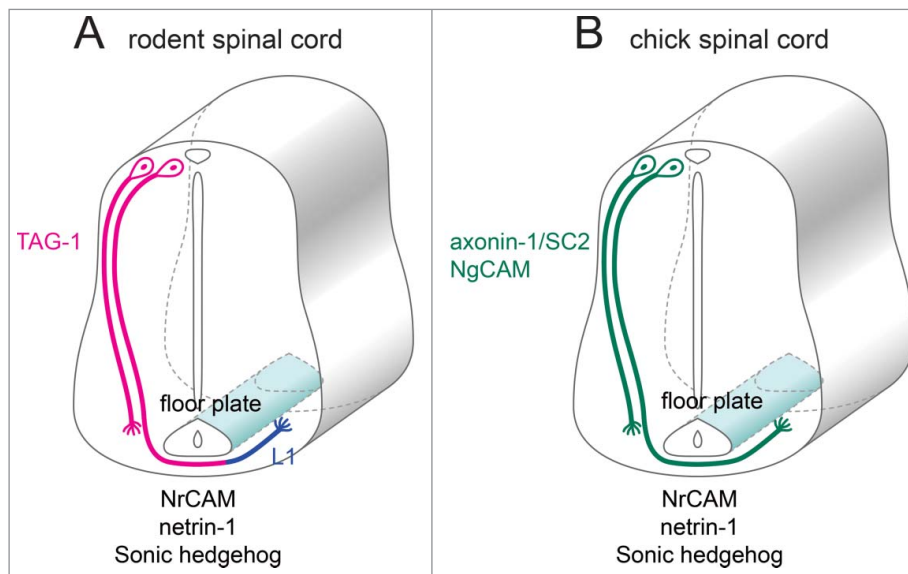 A rodent spinal cord
TAG-1
floor plate
L1
NrCAM
netrin-1
Sonic hedgehog
B chick spinal cord
axonin-1/SC2
NgCAM
floor plate
NrCAM
netrin-1
Sonic hedgehog